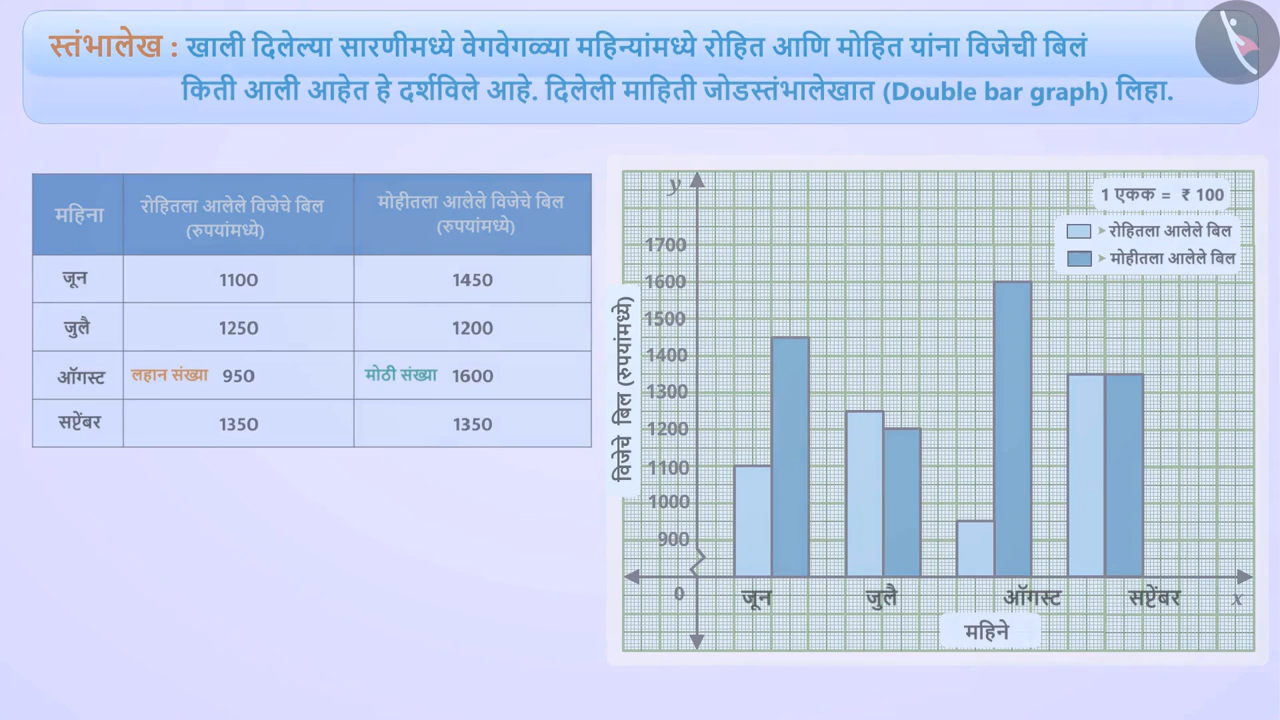 स्तंभालेख : खाली दिलेल्या सारणीमध्ये वेगवेगळ्या महिन्यांमध्ये रोहित आणि मोहित यांना विजेची बिलं
किती आली आहेत हे दर्शविले आहे. दिलेली माहिती जोडस्तंभालेखात (Double bar graph) लिहा.
महिना रोहितला आलेले विजेचे बिल (रुपयांमध्ये) मोहीतला आलेले विजेचे बिल (रुपयांमध्ये)
जून 1100 1450
जुलै 1250 1200
ऑगस्ट लहान संख्या 950 मोठी संख्या 1600
सप्टेंबर 1350 1350
y
1 एकक = ₹ 100
रोहितला आलेले बिल
मोहीतला आलेले बिल
विजेचे बिल (रुपयांमध्ये)
1700
1600
1500
1400
1300
1200
1100
1000
900
0
जून जुलै ऑगस्ट सप्टेंबर x
महिने